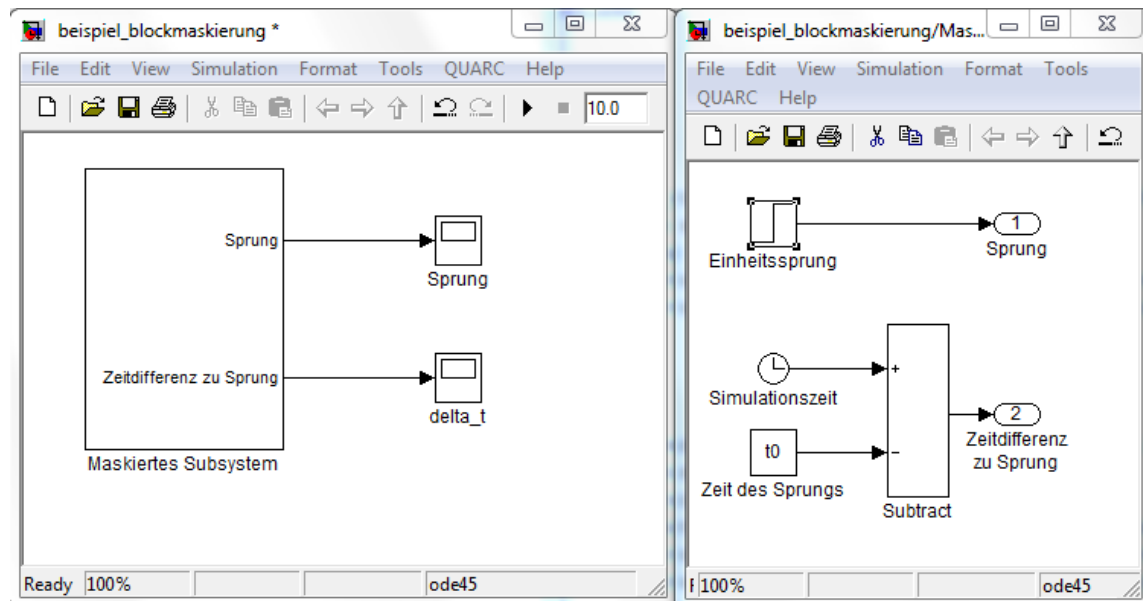 beispiel_blockmaskierung *
File Edit View Simulation Format Tools QUARC Help
10.0
Sprung
Sprung
Zeitdifferenz zu Sprung
delta_t
Maskiertes Subsystem
Ready 100% ode45
beispiel_blockmaskierung/Mas...
File Edit View Simulation Format Tools
QUARC Help
1
Einheitssprung
Sprung
+
Simulationszeit
2
Zeitdifferenz
zu Sprung
t0
−
Zeit des Sprungs
Subtract
100% ode45